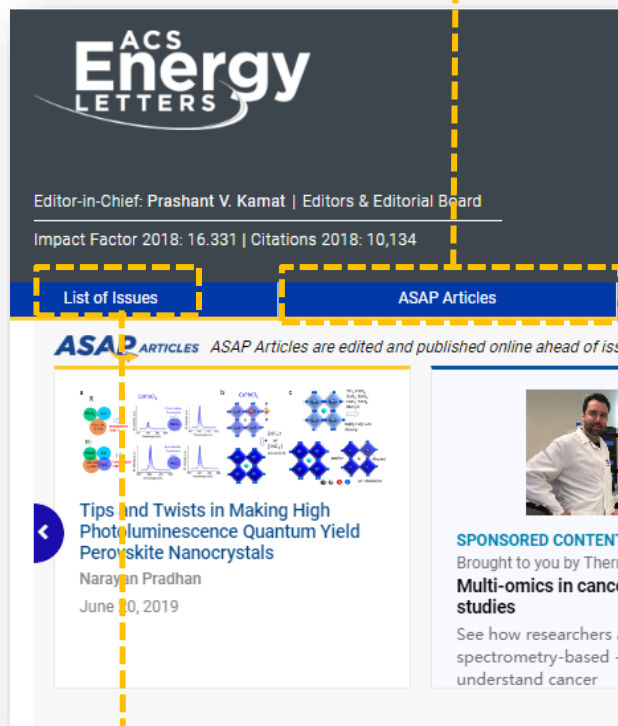 ACS
Energy
LETTERS
Editor-in-Chief: Prashant V. Kamat | Editors & Editorial Board
Impact Factor 2018: 16.331 | Citations 2018: 10,134
List of Issues
ASAP Articles
ASAP ARTICLES ASAP Articles are edited and published online ahead of iss
Tips and Twists in Making High
Photoluminescence Quantum Yield
Perovskite Nanocrystals
Narayan Pradhan
June 20, 2019
SPONSORED CONTENT
Brought to you by Ther
Multi-omics in canc
studies
See how researchers
spectrometry-based -
understand cancer